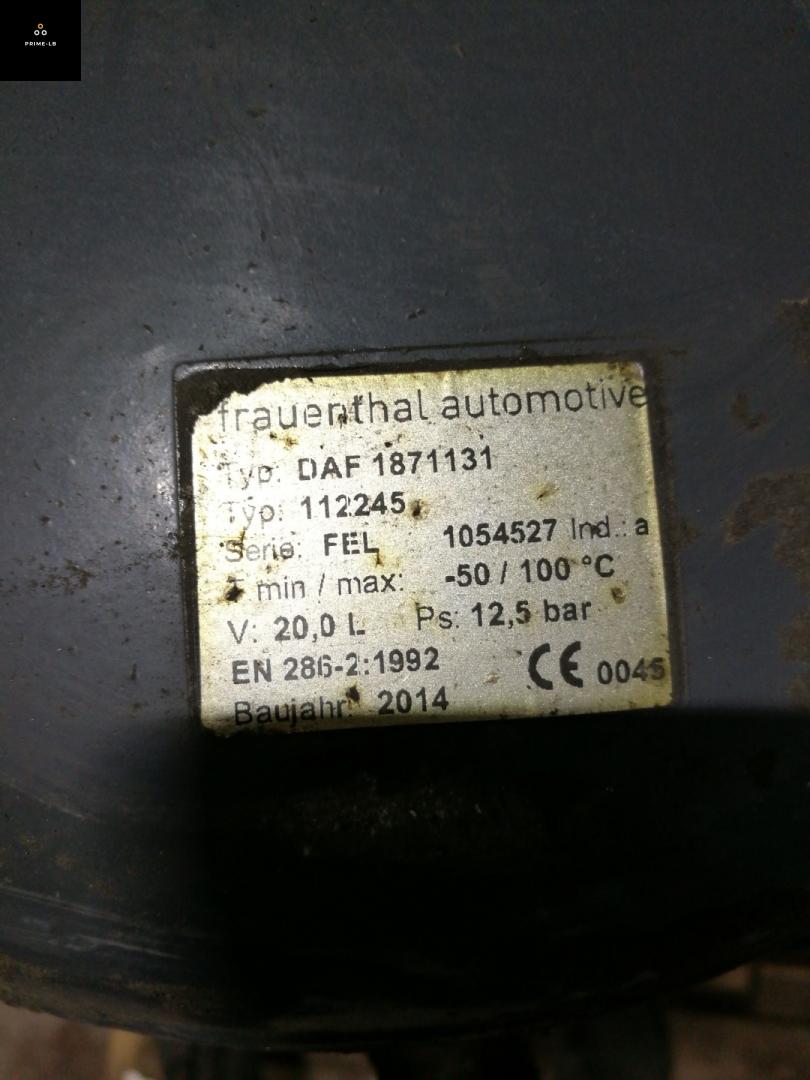 PRIME-LB
frauenthal automotive
Typ: DAF 1871131
Typ: 112245
Serie: FEL 1054527 Ind.: a
T min / max: -50 / 100 °C
V: 20,0 L Ps: 12,5 bar
EN 286-2:1992 CE 0045
Baujahr: 2014